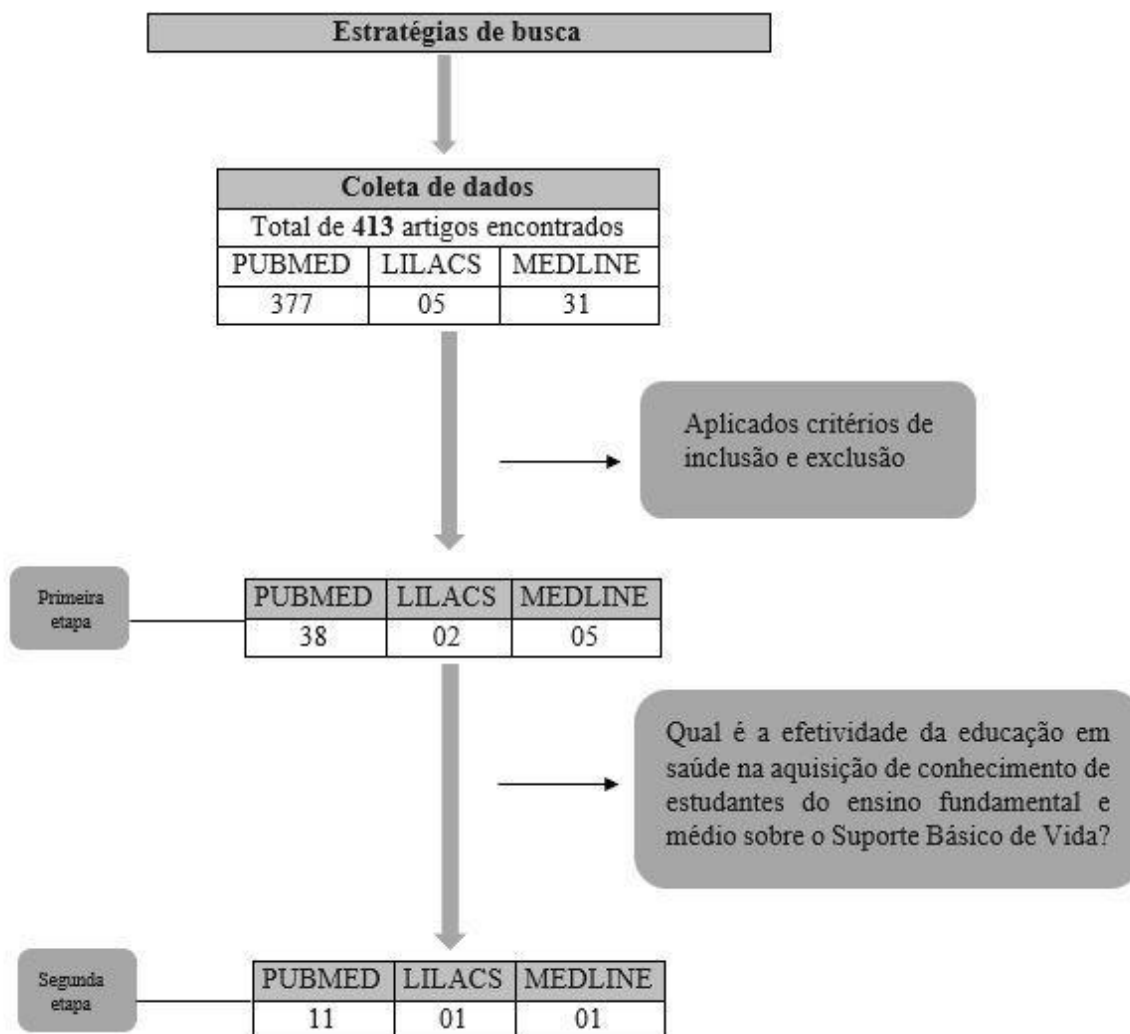 Estratégias de busca
Coleta de dados
Total de 413 artigos encontrados
PUBMED LILACS MEDLINE
377 05 31
Aplicados critérios de
inclusão e exclusão
Primeira
etapa
PUBMED LILACS MEDLINE
38 02 05
Qual é a efetividade da educação em
saúde na aquisição de conhecimento de
estudantes do ensino fundamental e
médio sobre o Suporte Básico de Vida?
Segunda
etapa
PUBMED LILACS MEDLINE
11 01 01